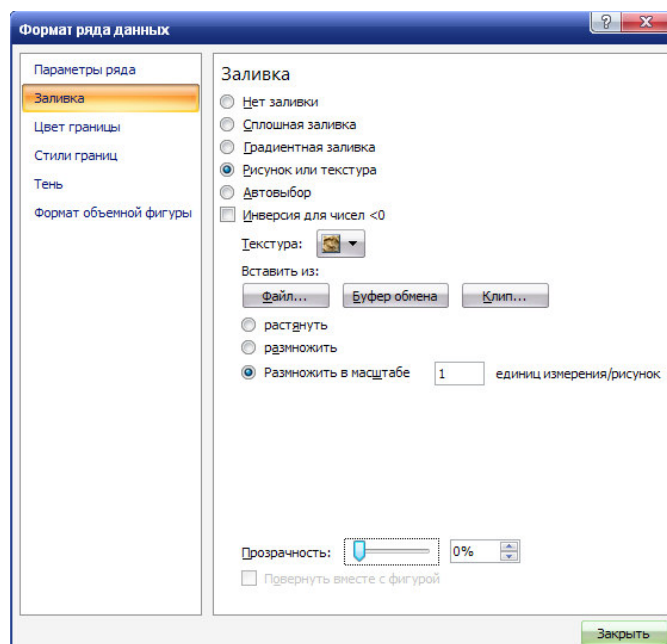 Формат ряда данных
Параметры ряда
Заливка
Цвет границы
Стили границ
Тень
Формат объемной фигуры
Заливка
Нет заливки
Сплошная заливка
Градиентная заливка
Рисунок или текстура
Автовыбор
Инверсия для чисел <0
Текстура:
Вставить из:
Файл... Буфер обмена Клип...
растянуть
размножить
Размножить в масштабе 1 единиц измерения/рисунок
Прозрачность: 0%
Повернуть вместе с фигурой
Закрыть